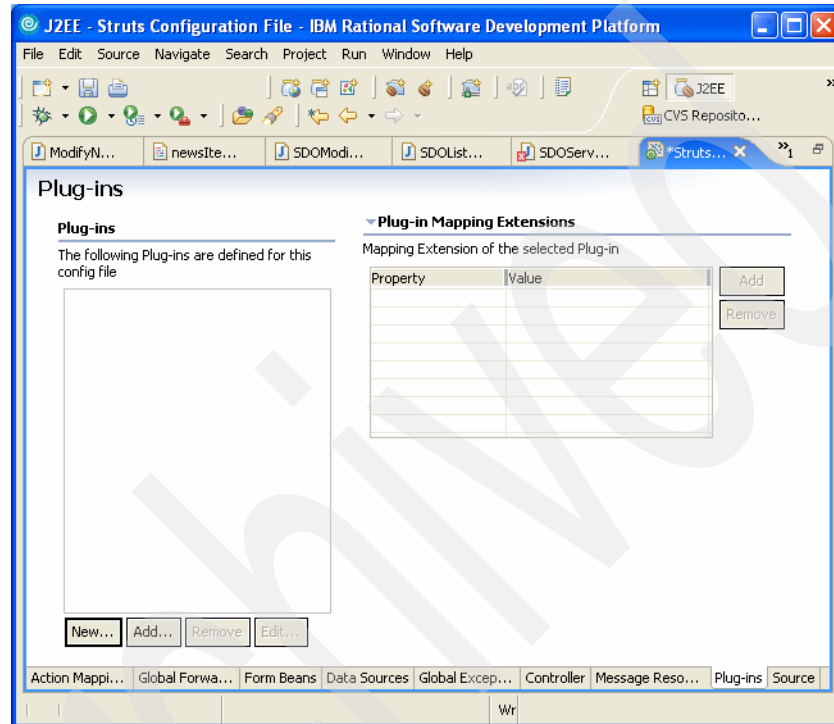 J2EE - Struts Configuration File - IBM Rational Software Development Platform
File Edit Source Navigate Search Project Run Window Help
J2EE
CVS Reposito...
ModifyN... newsIte... SDOModi... SDOList... SDOServ... *Struts... »1
Plug-ins
Plug-ins
The following Plug-ins are defined for this
config file
Plug-in Mapping Extensions
Mapping Extension of the selected Plug-in
Property Value
Add
Remove
New... Add... Remove Edit...
Action Mappi... Global Forwa... Form Beans Data Sources Global Excep... Controller Message Reso... Plug-ins Source
Wr